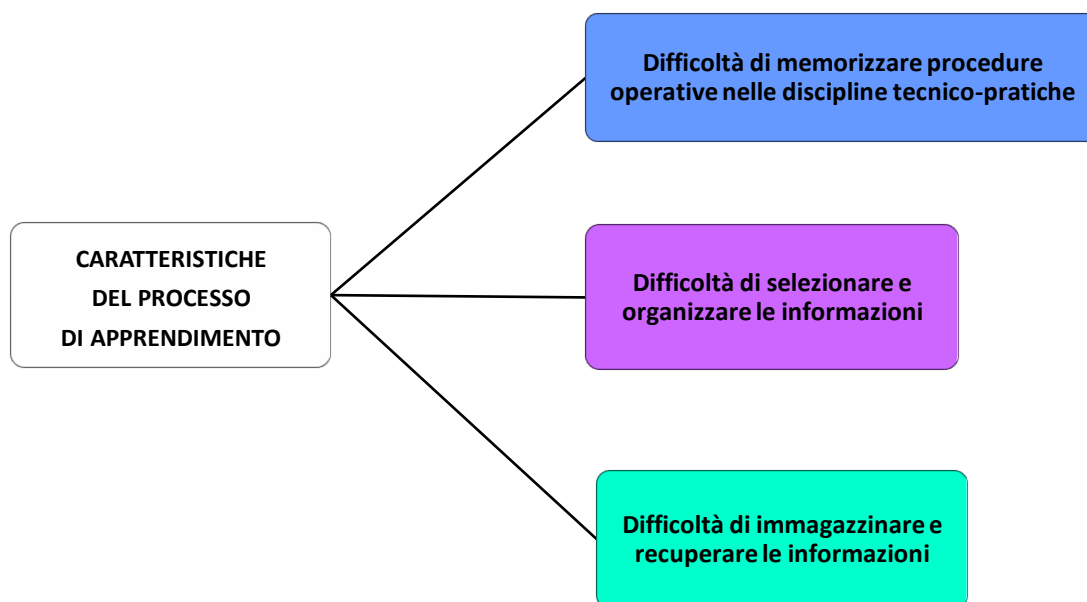 Difficoltà di memorizzare procedure
operative nelle discipline tecnico-pratiche
CARATTERISTICHE
DEL PROCESSO
DI APPRENDIMENTO
Difficoltà di selezionare e
organizzare le informazioni
Difficoltà di immagazzinare e
recuperare le informazioni